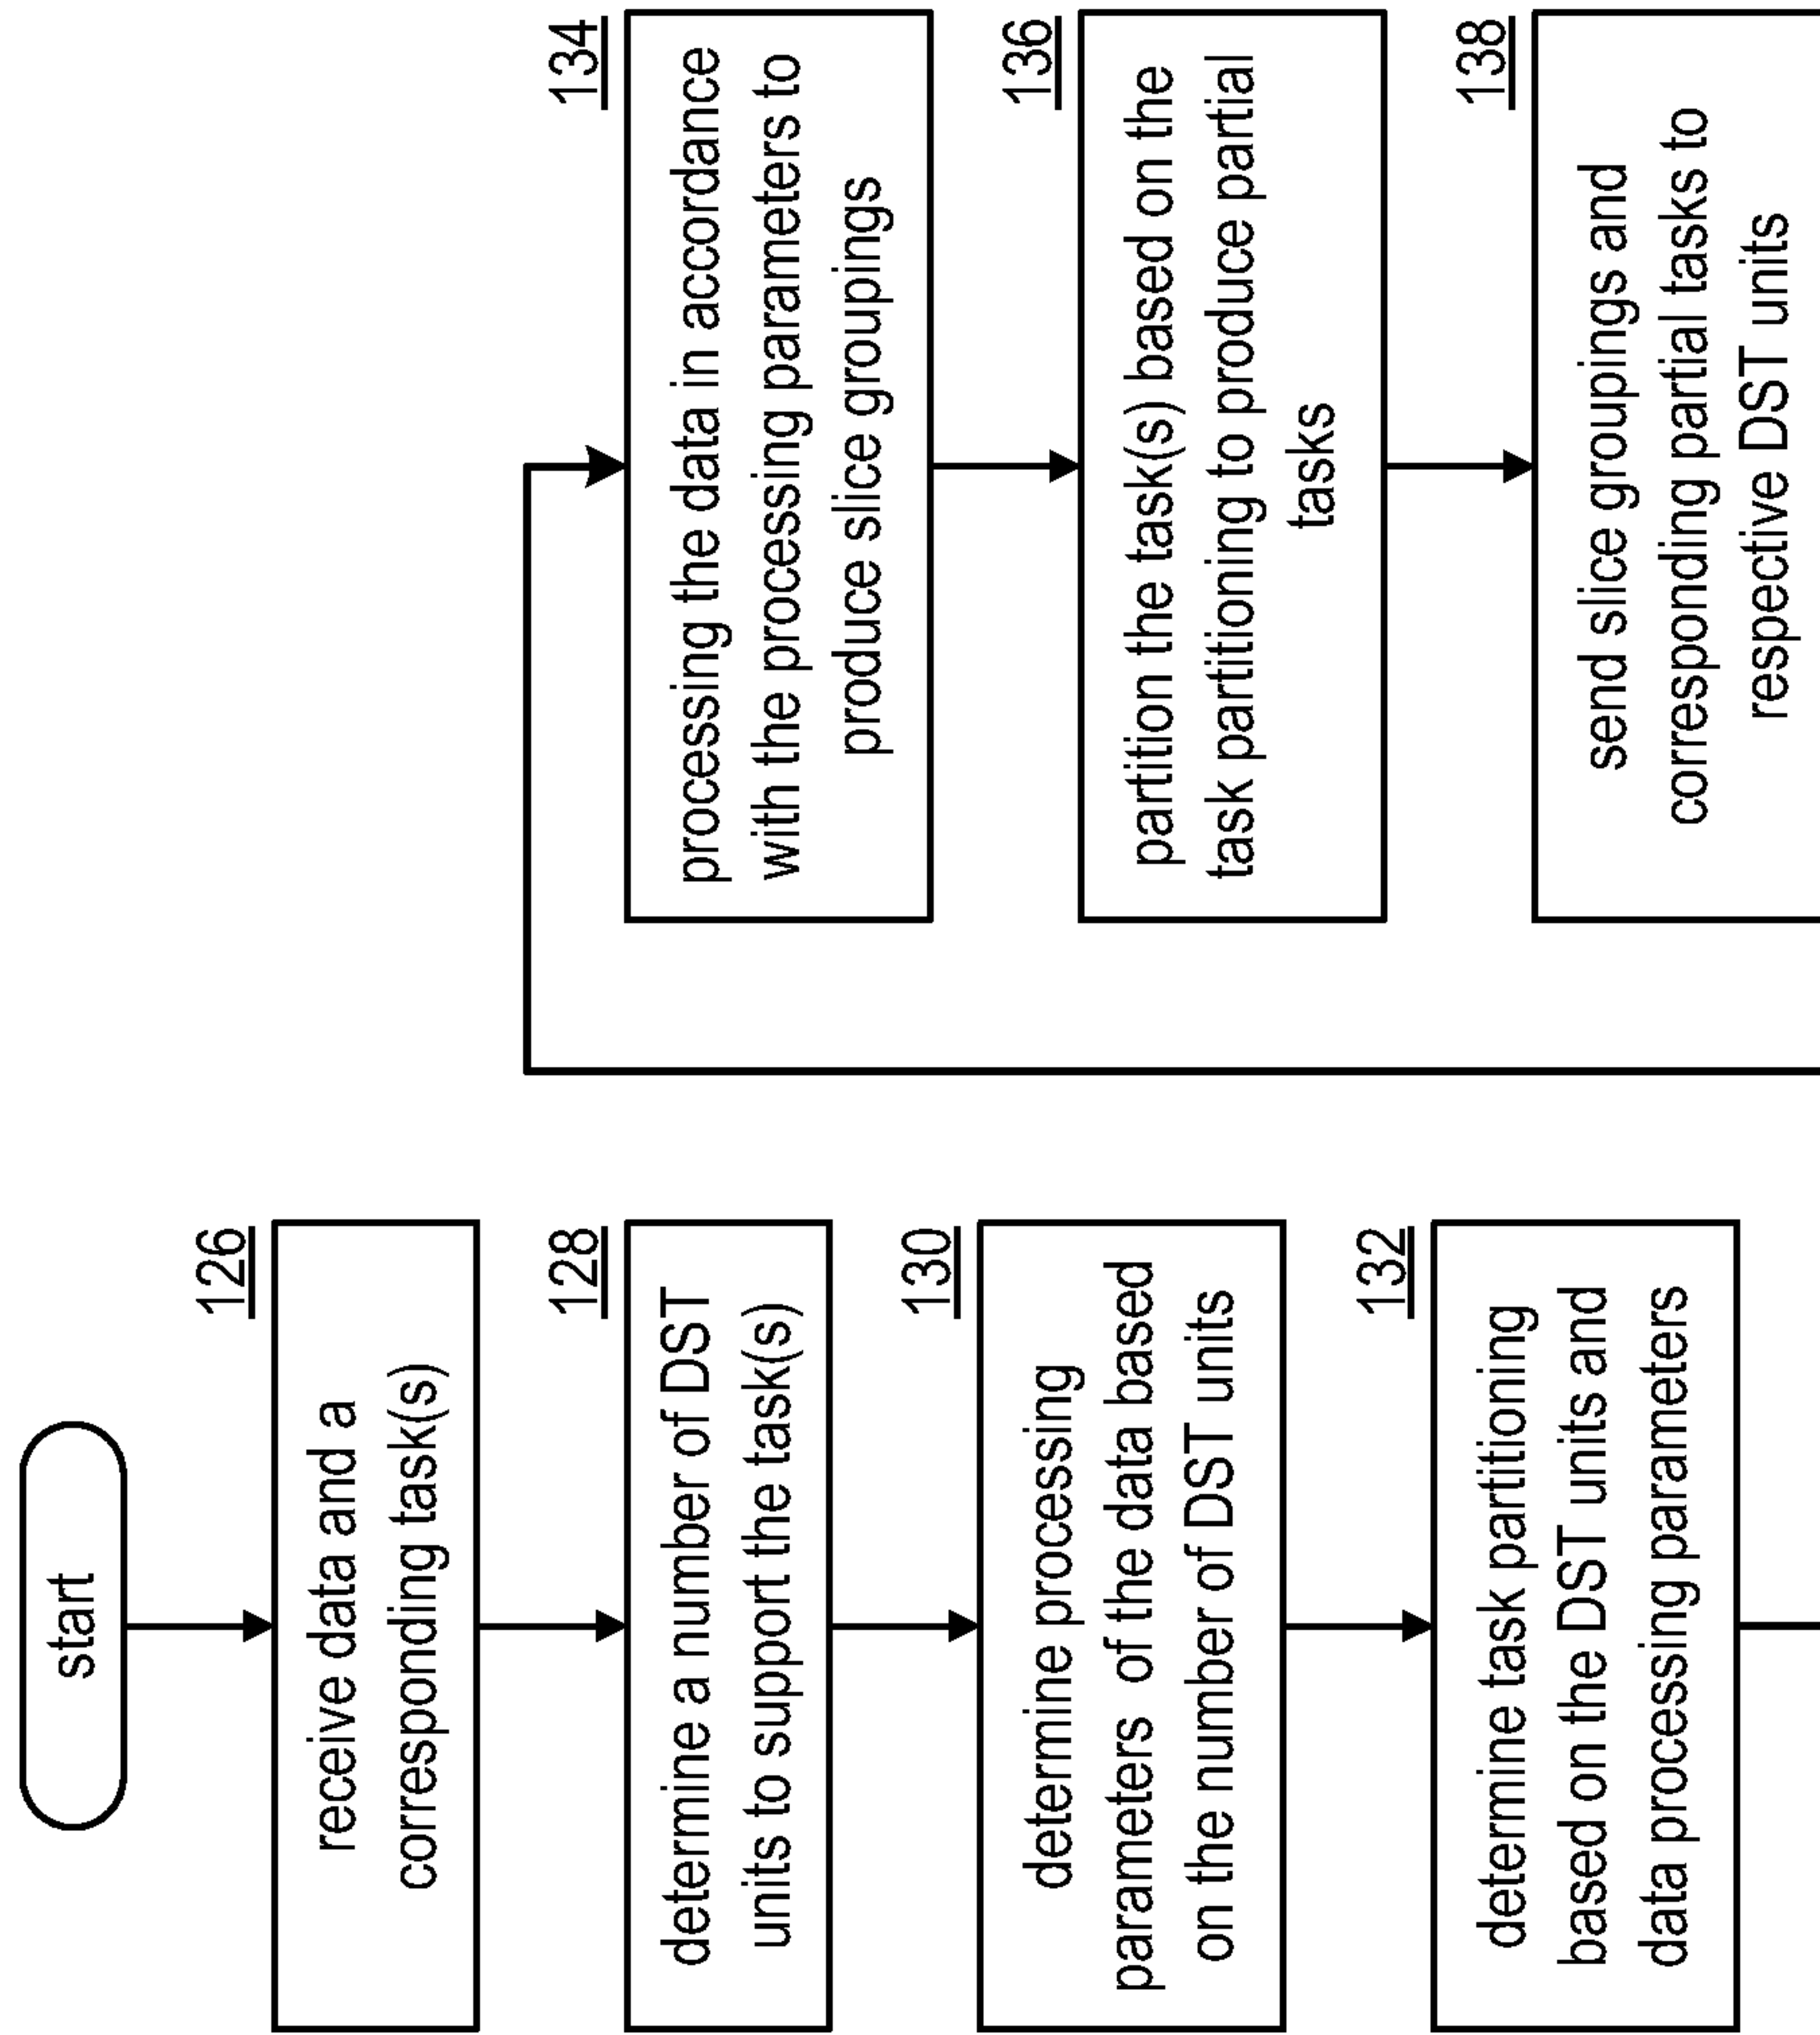 start
126
receive data and a
corresponding task(s)
128
determine a number of DST
units to support the task(s)
130
determine processing
parameters of the data based
on the number of DST units
132
determine task partitioning
based on the DST units and
data processing parameters
134
processing the data in accordance
with the processing parameters to
produce slice groupings
136
partition the task(s) based on the
task partitioning to produce partial
tasks
138
send slice groupings and
corresponding partial tasks to
respective DST units